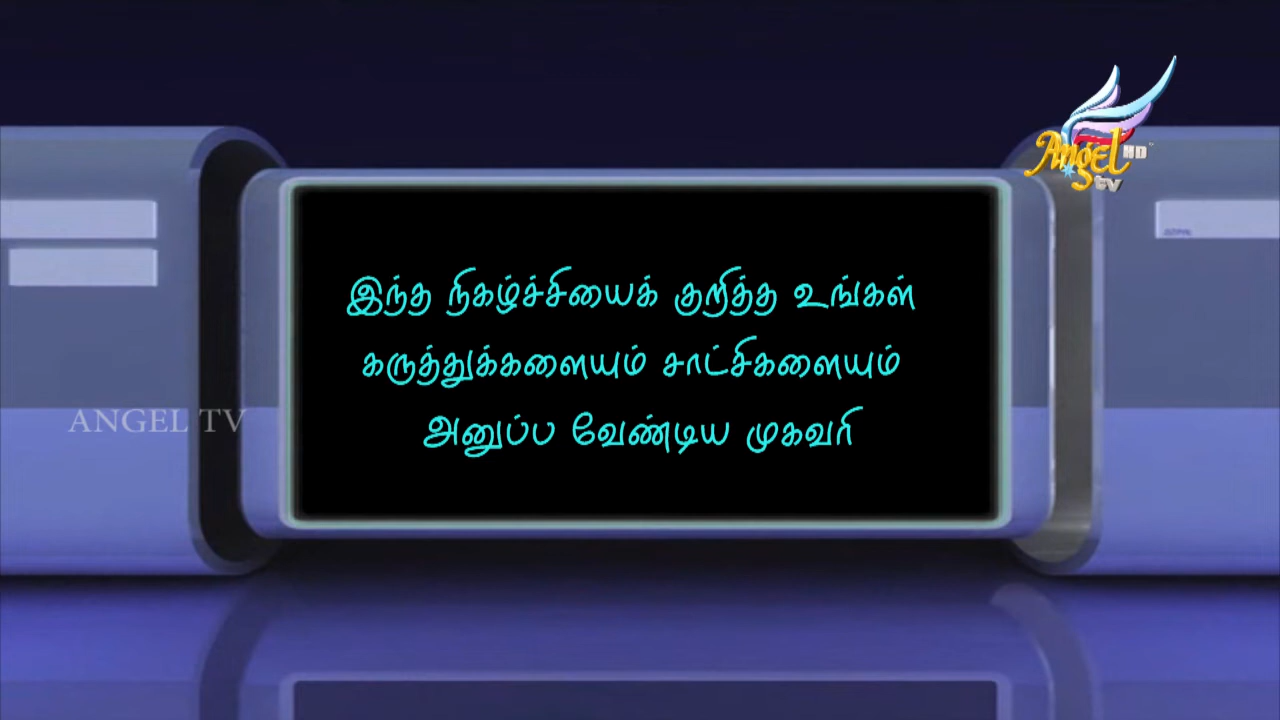 Angel HD
tv
இந்த நிகழ்ச்சியைக் குறித்த உங்கள்
கருத்துக்களையும் சாட்சிகளையும்
அனுப்ப வேண்டிய முகவரி
ANGEL TV